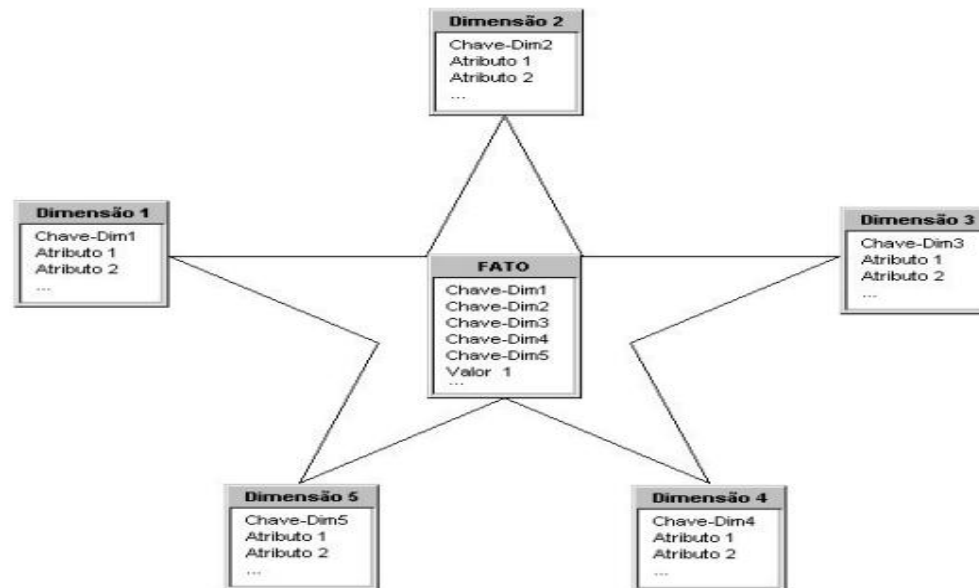 Dimensão 2
Chave-Dim2
Atributo 1
Atributo 2
...
Dimensão 1
Chave-Dim1
Atributo 1
Atributo 2
...
Dimensão 3
Chave-Dim3
Atributo 1
Atributo 2
...
FATO
Chave-Dim1
Chave-Dim2
Chave-Dim3
Chave-Dim4
Chave-Dim5
Valor 1
...
Dimensão 5
Chave-Dim5
Atributo 1
Atributo 2
...
Dimensão 4
Chave-Dim4
Atributo 1
Atributo 2
...